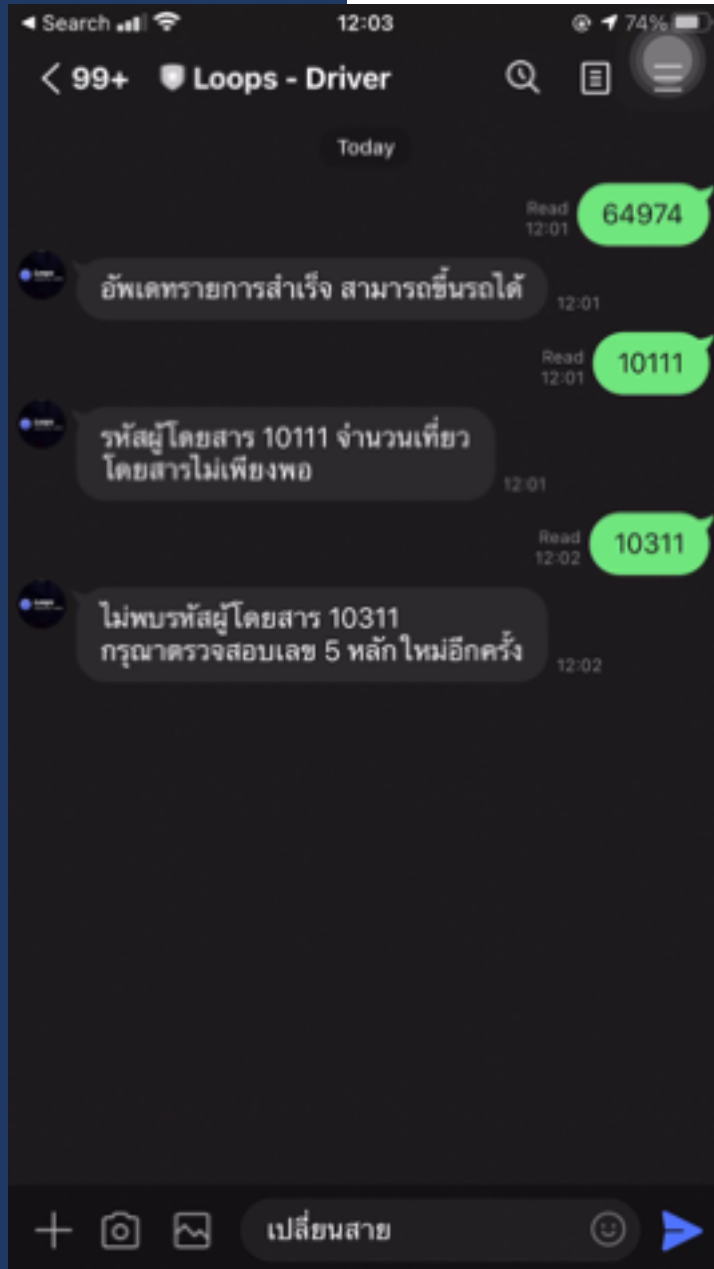 Search
12:03
74%
99+
Loops - Driver
Today
Read
12:01
64974
อัพเดทรายการสำเร็จ สามารถขึ้นรถได้
12:01
Read
12:01
10111
รหัสผู้โดยสาร 10111 จำนวนเที่ยว
โดยสารไม่เพียงพอ
12:01
Read
12:02
10311
ไม่พบรหัสผู้โดยสาร 10311
กรุณาตรวจสอบเลข 5 หลักใหม่อีกครั้ง
12:02
เปลี่ยนสาย